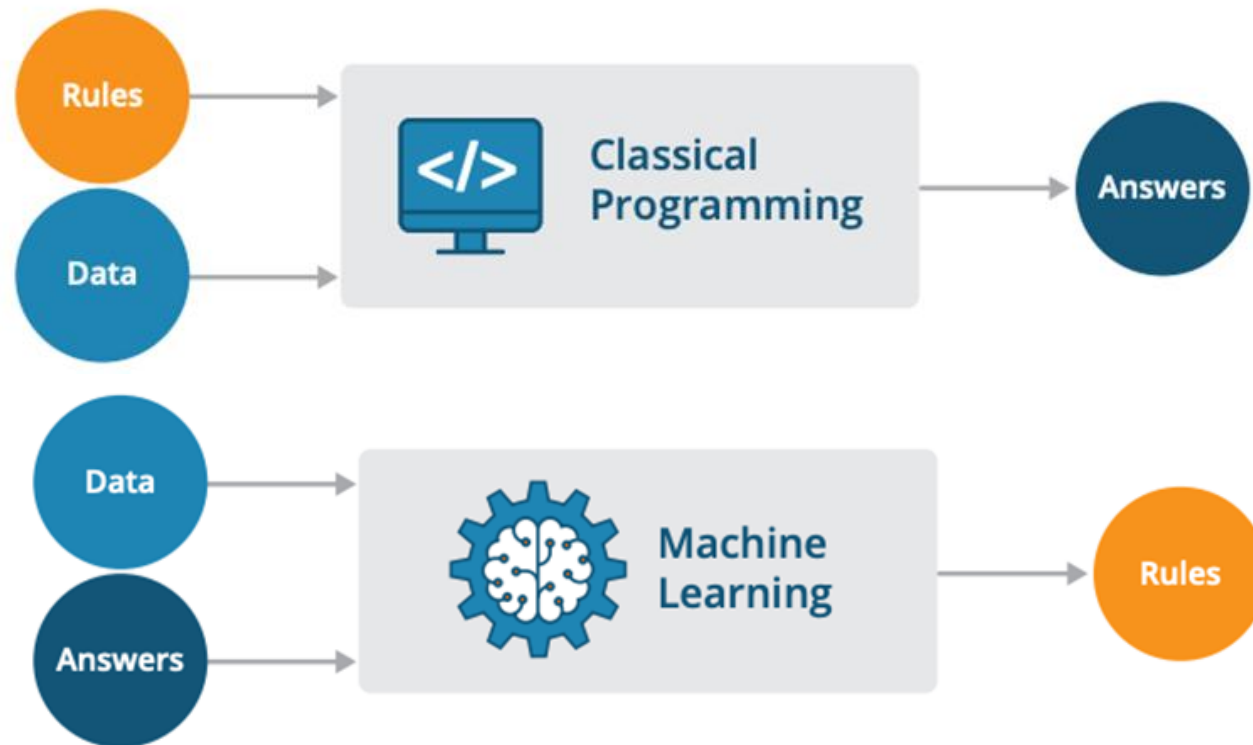 Rules
Data
</>
Classical
Programming
Answers
Data
Answers
Machine
Learning
Rules